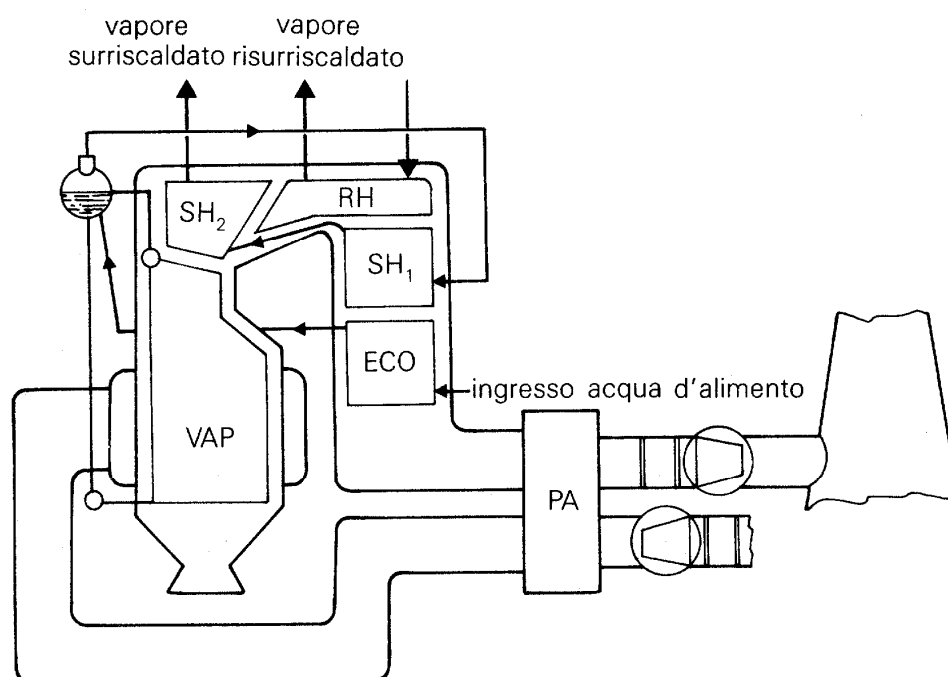 vapore vapore
surriscaldato risurriscaldato
SH₂
RH
SH₁
ECO
ingresso acqua d'alimento
VAP
PA